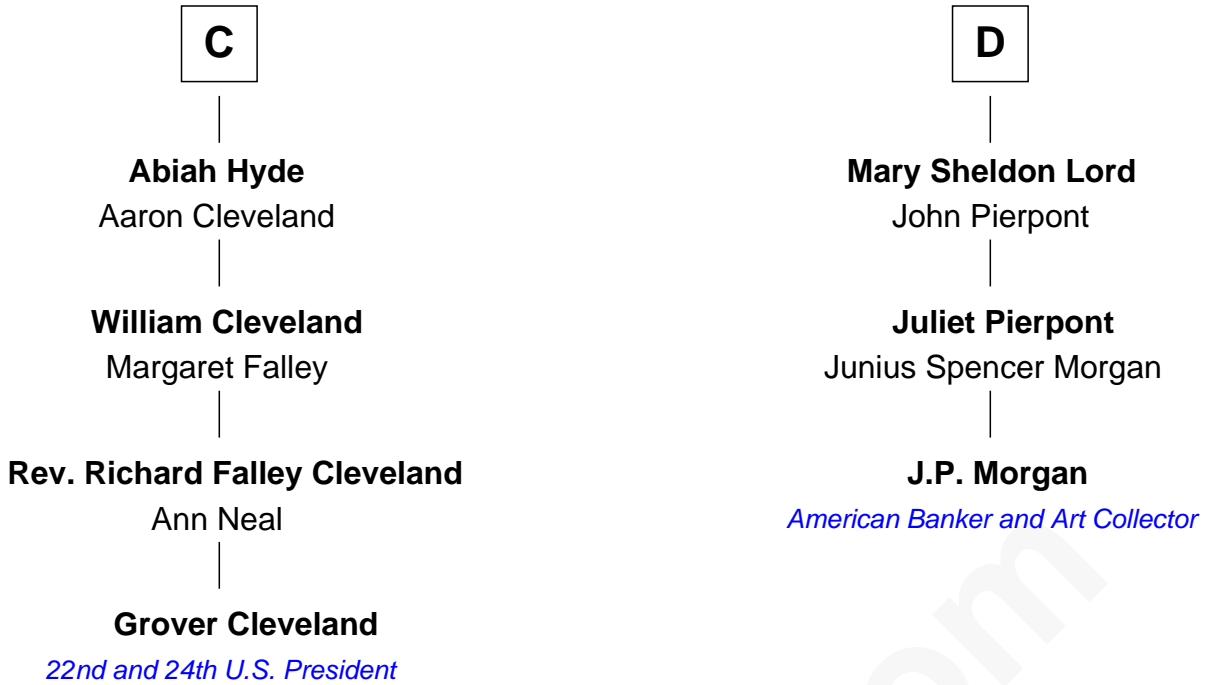 C
Abiah Hyde
Aaron Cleveland
William Cleveland
Margaret Falley
Rev. Richard Falley Cleveland
Ann Neal
Grover Cleveland
22nd and 24th U.S. President
D
Mary Sheldon Lord
John Pierpont
Juliet Pierpont
Junius Spencer Morgan
J.P. Morgan
American Banker and Art Collector
om